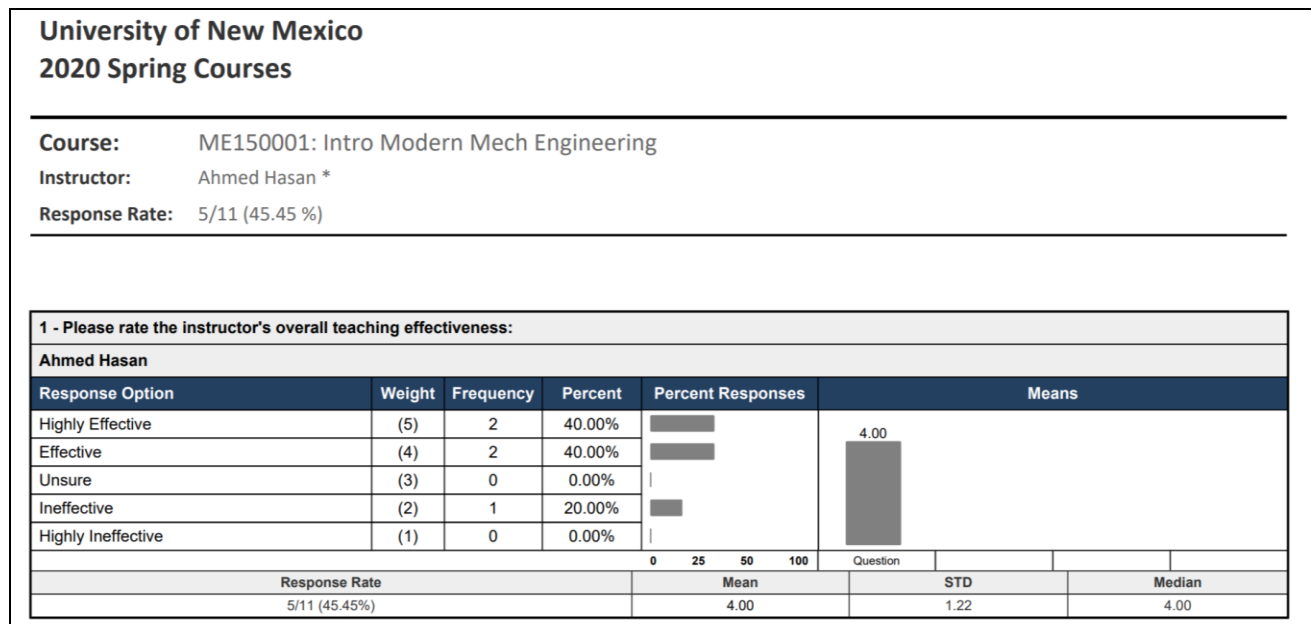 University of New Mexico
2020 Spring Courses
Course: ME150001: Intro Modern Mech Engineering
Instructor: Ahmed Hasan *
Response Rate: 5/11 (45.45 %)
1 - Please rate the instructor's overall teaching effectiveness:
Ahmed Hasan
Response Option Weight Frequency Percent Percent Responses Means
Highly Effective (5) 2 40.00% 4.00
Effective (4) 2 40.00%
Unsure (3) 0 0.00%
Ineffective (2) 1 20.00%
Highly Ineffective (1) 0 0.00%
0 25 50 100 Question
Response Rate Mean STD Median
5/11 (45.45%) 4.00 1.22 4.00